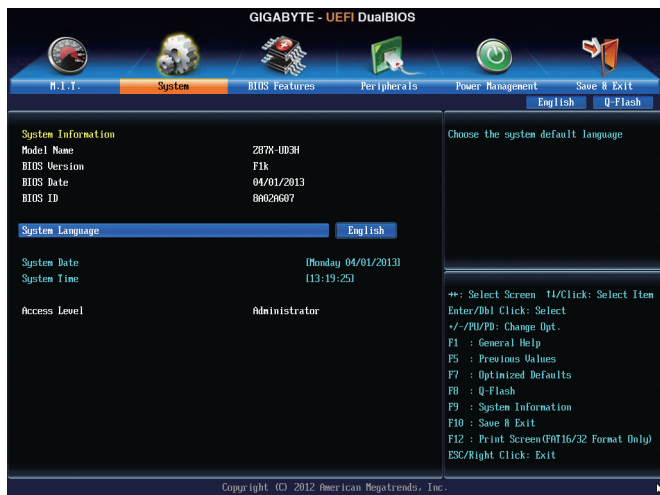 GIGABYTE - UEFI DualBIOS
M.I.T. System BIOS Features Peripherals Power Management Save & Exit
English Q-Flash
System Information
Model Name Z87X-UD3H
BIOS Version F1k
BIOS Date 04/01/2013
BIOS ID 8A02AG07
System Language English
System Date [Monday 04/01/2013]
System Time [13:19:25]
Access Level Administrator
Choose the system default language
→←: Select Screen ↑↓/Click: Select Item
Enter/Dbl Click: Select
+/-/PU/PD: Change Opt.
F1 : General Help
F5 : Previous Values
F7 : Optimized Defaults
F8 : Q-Flash
F9 : System Information
F10 : Save & Exit
F12 : Print Screen(FAT16/32 Format Only)
ESC/Right Click: Exit
Copyright (C) 2012 American Megatrends, Inc.